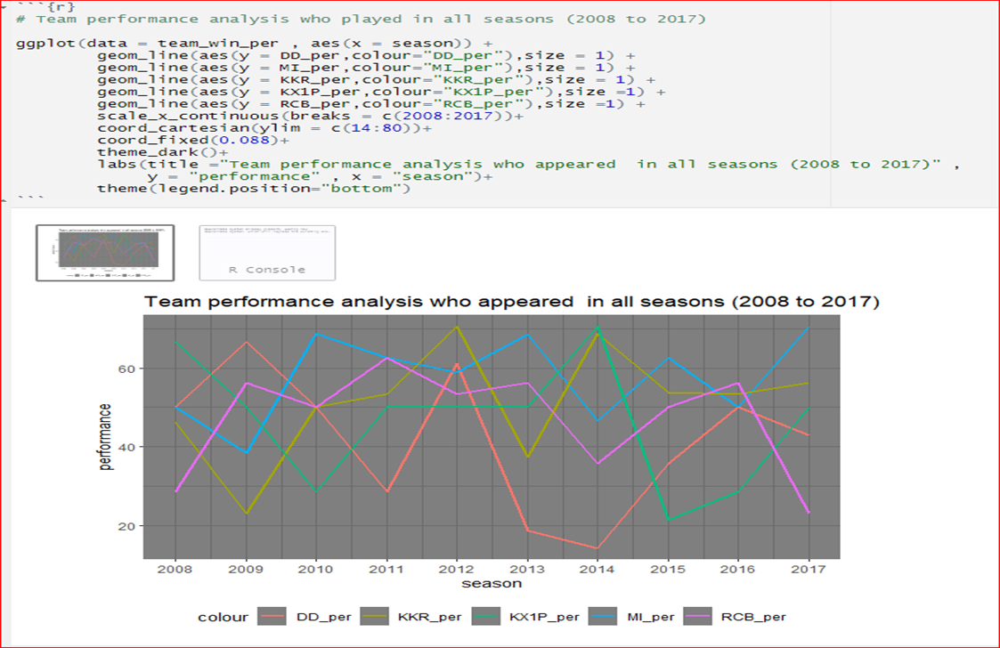 ```{r}
# Team performance analysis who played in all seasons (2008 to 2017)
ggplot(data = team_win_per , aes(x = season)) +
geom_line(aes(y = DD_per,colour="DD_per"),size = 1) +
geom_line(aes(y = MI_per,colour="MI_per"),size = 1) +
geom_line(aes(y = KKR_per,colour="KKR_per"),size = 1) +
geom_line(aes(y = KX1P_per,colour="KX1P_per"),size =1) +
geom_line(aes(y = RCB_per,colour="RCB_per"),size =1) +
scale_x_continuous(breaks = c(2008:2017))+
coord_cartesian(ylim = c(14:80))+
coord_fixed(0.088)+
theme_dark()+
labs(title ="Team performance analysis who appeared  in all seasons (2008 to 2017)" ,
y = "performance" , x = "season")+
theme(legend.position="bottom")
```
R Console
Team performance analysis who appeared  in all seasons (2008 to 2017)
performance
60
40
20
2008 2009 2010 2011 2012 2013 2014 2015 2016 2017
season
colour DD_per KKR_per KX1P_per MI_per RCB_per